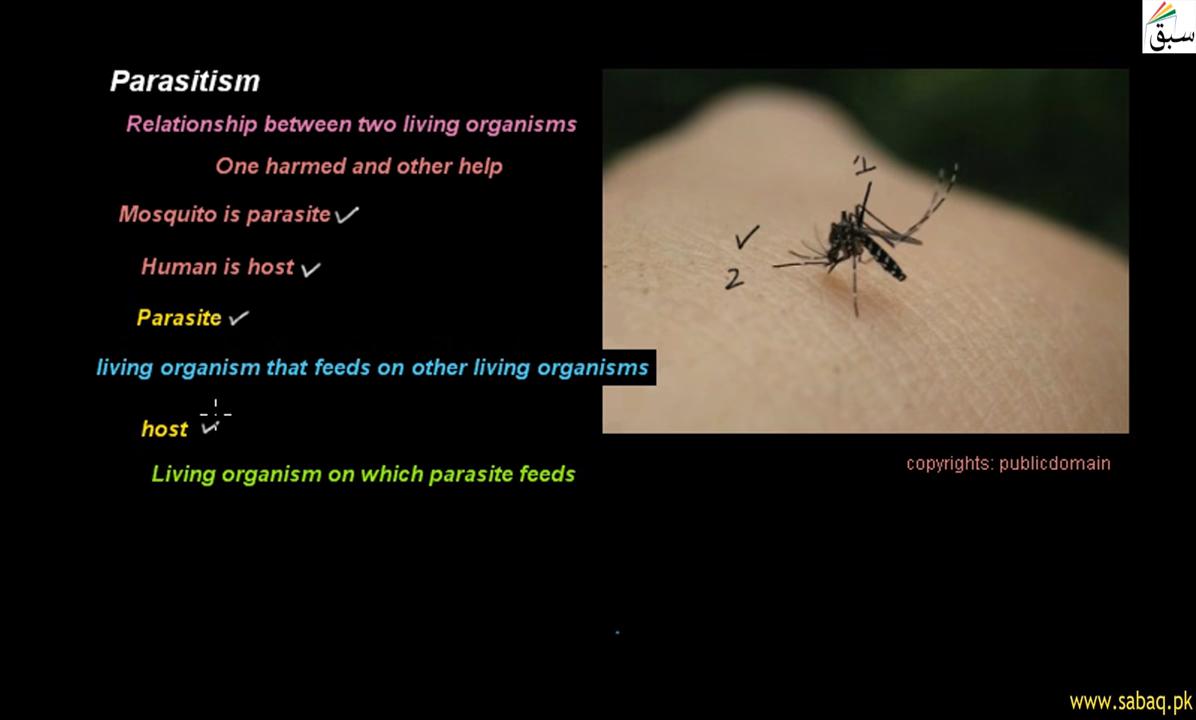 سبق
Parasitism
Relationship between two living organisms
One harmed and other help
Mosquito is parasite ✓
Human is host ✓
Parasite ✓
living organism that feeds on other living organisms
host ✓
Living organism on which parasite feeds
1
✓
2
copyrights: publicdomain
www.sabaq.pk